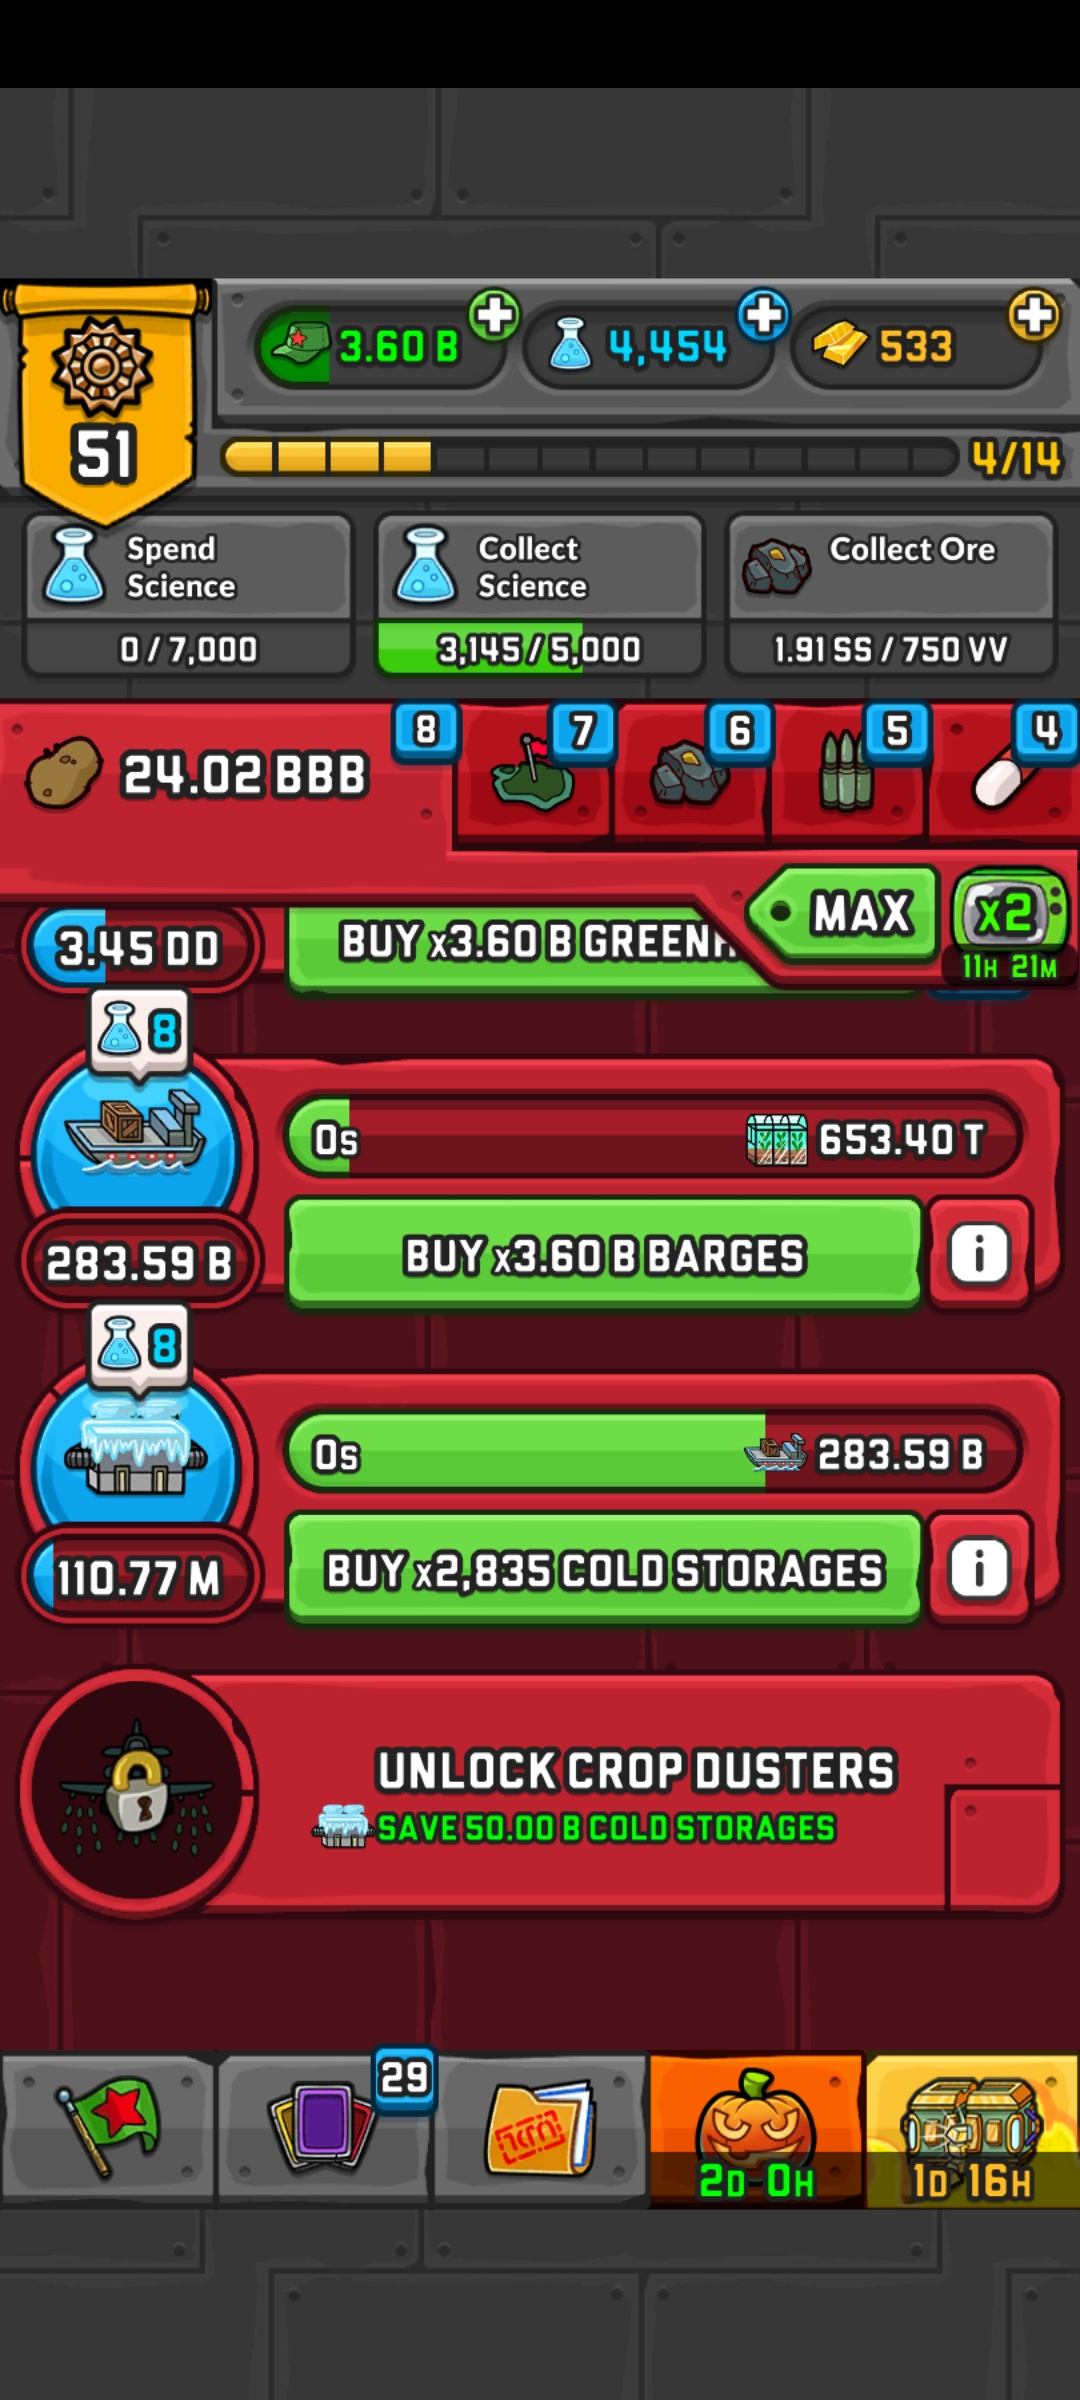 3.60 B
4,454
533
51
4/14
Spend
Science
0 / 7,000
Collect
Science
3,145 / 5,000
Collect Ore
1.91 SS / 750 VV
24.02 BBB
8
7
6
5
4
MAX
x2
11H 21M
3.45 DD
BUY x3.60 B
8
0s
653.40 T
283.59 B
BUY x3.60 B BARGES
i
8
0s
283.59 B
110.77 M
BUY x2,835 COLD STORAGES
i
UNLOCK CROP DUSTERS
SAVE 50.00 B COLD STORAGES
29
2D 0H
1D 16H